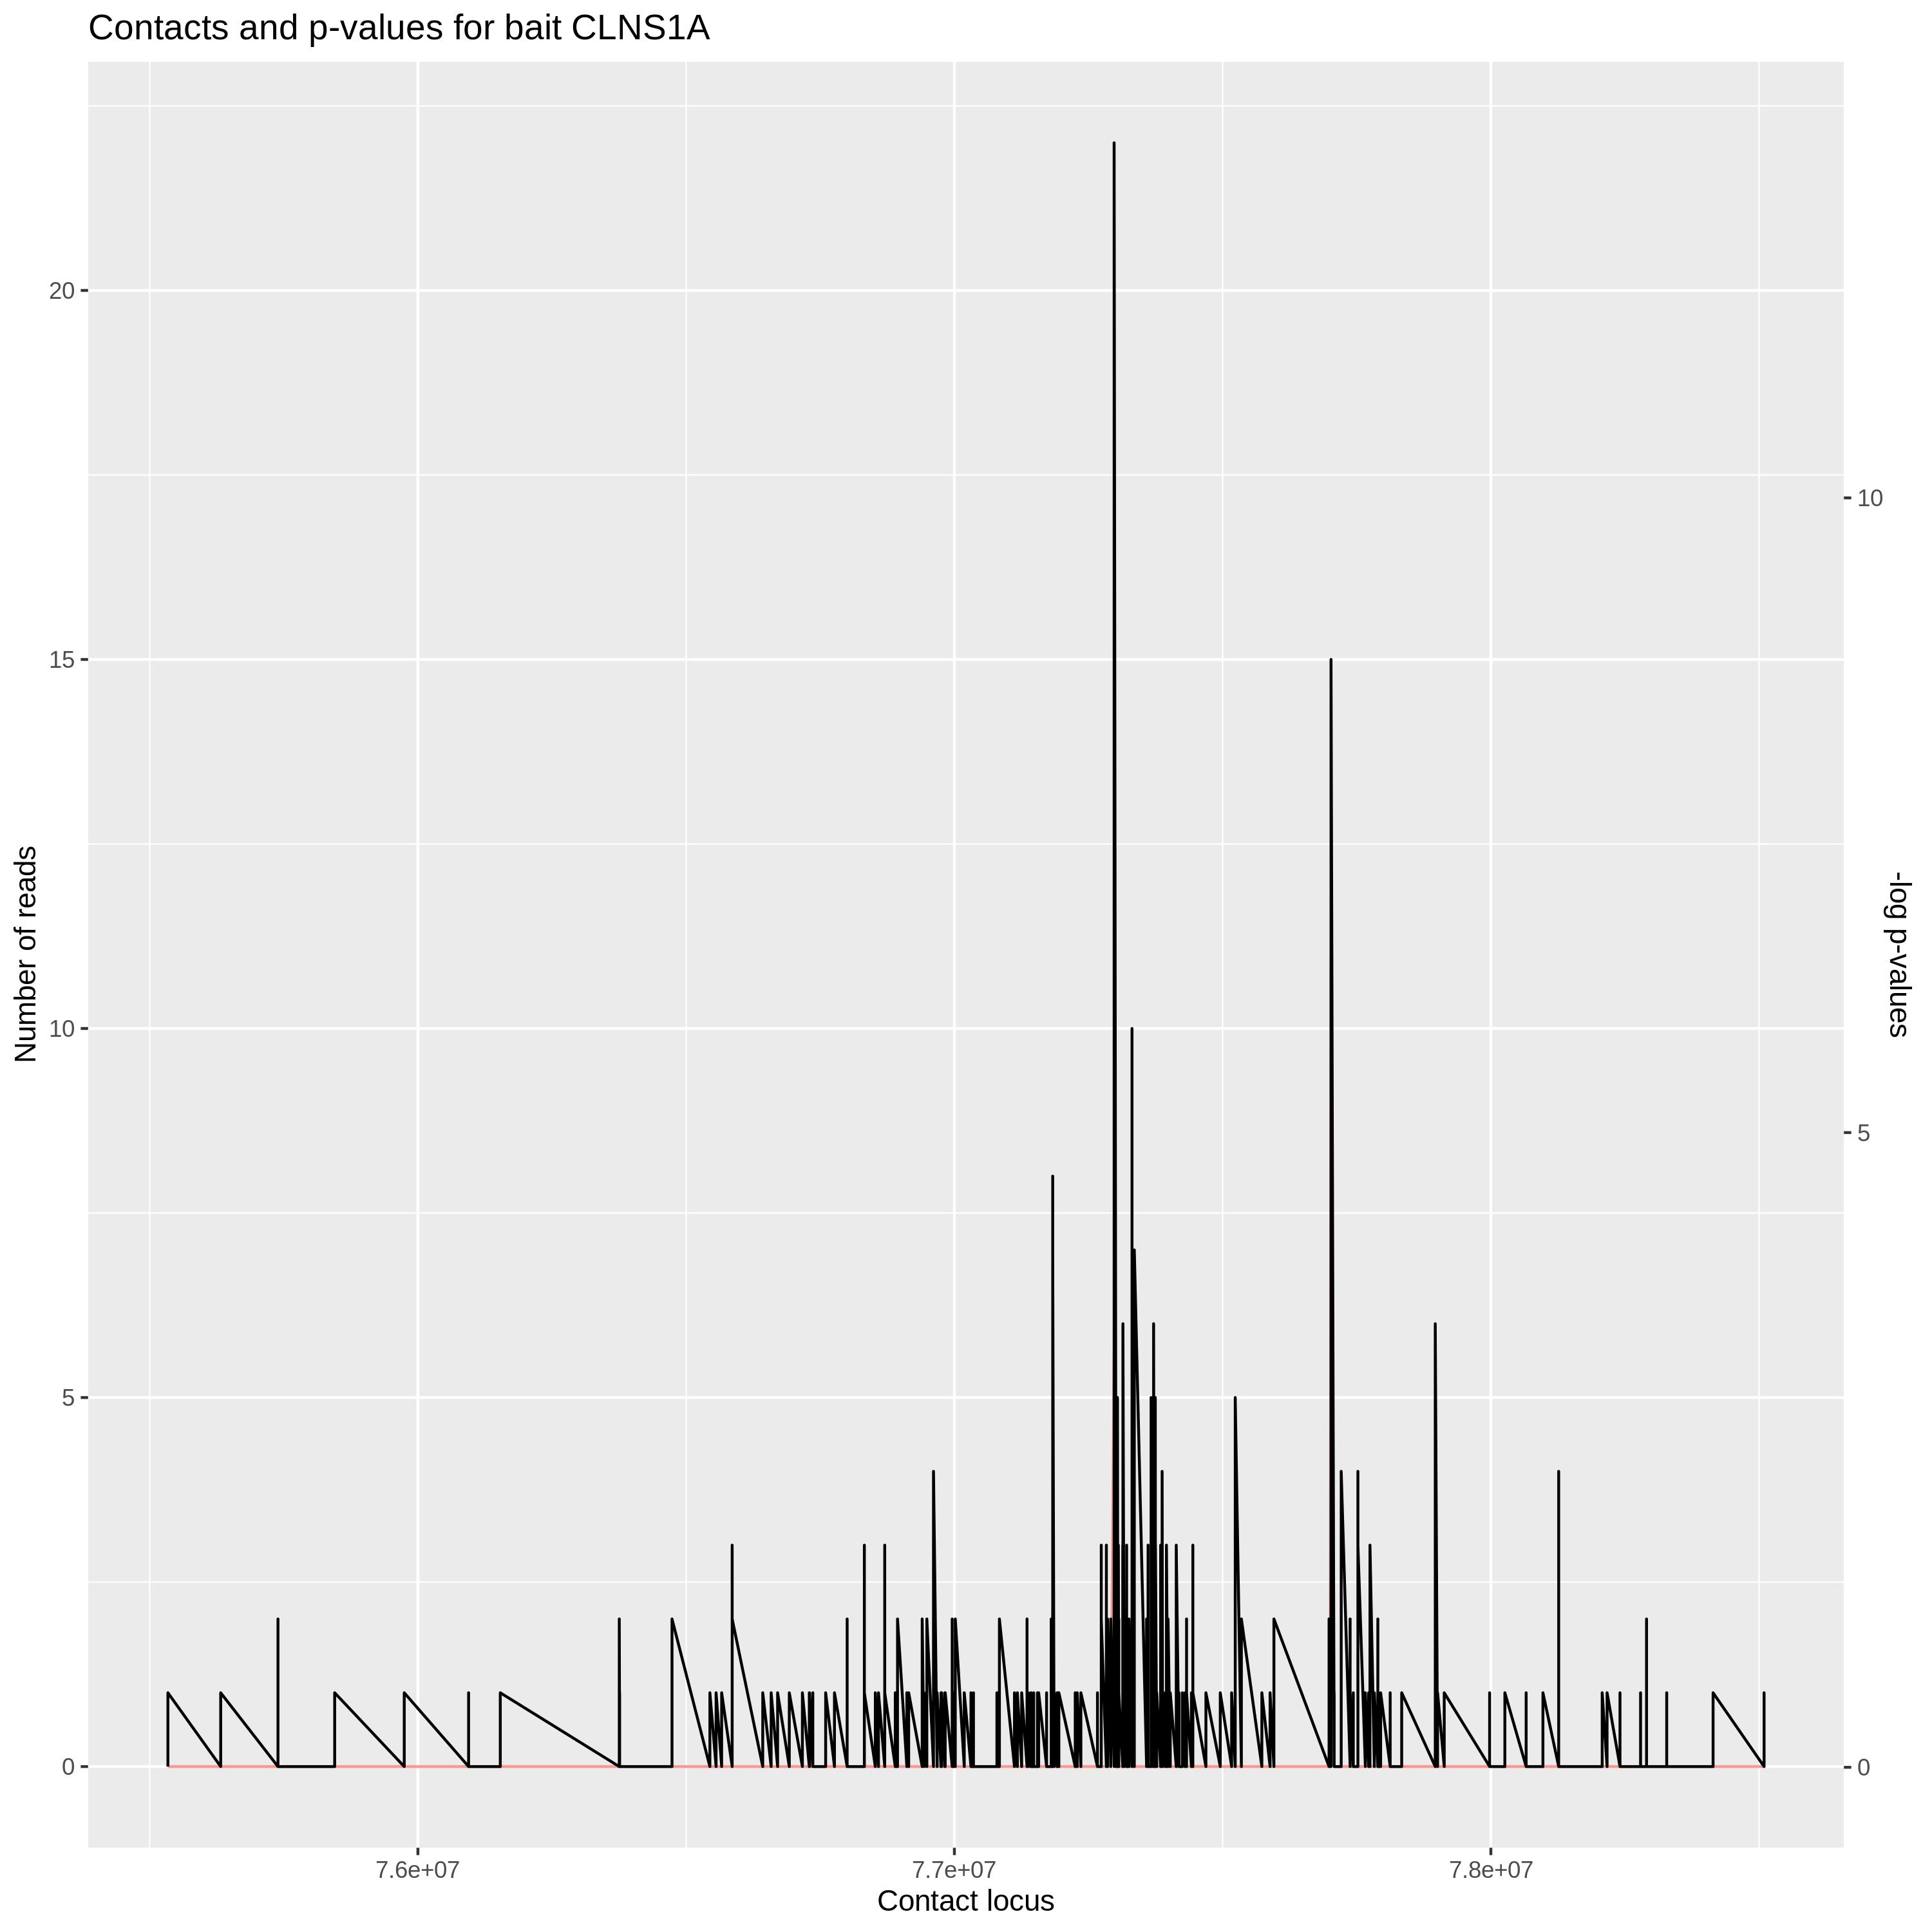 Contacts and p-values for bait CLNS1A
20
15
10
5
0
Number of reads
10
5
0
-log p-values
7.6e+07
7.7e+07
7.8e+07
Contact locus